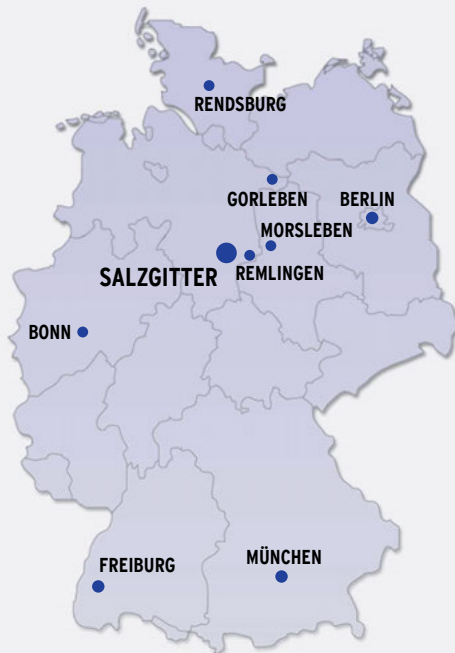 RENDSBURG
GORLEBEN
BERLIN
MORSLEBEN
SALZGITTER
REMLINGEN
BONN
FREIBURG
MÜNCHEN